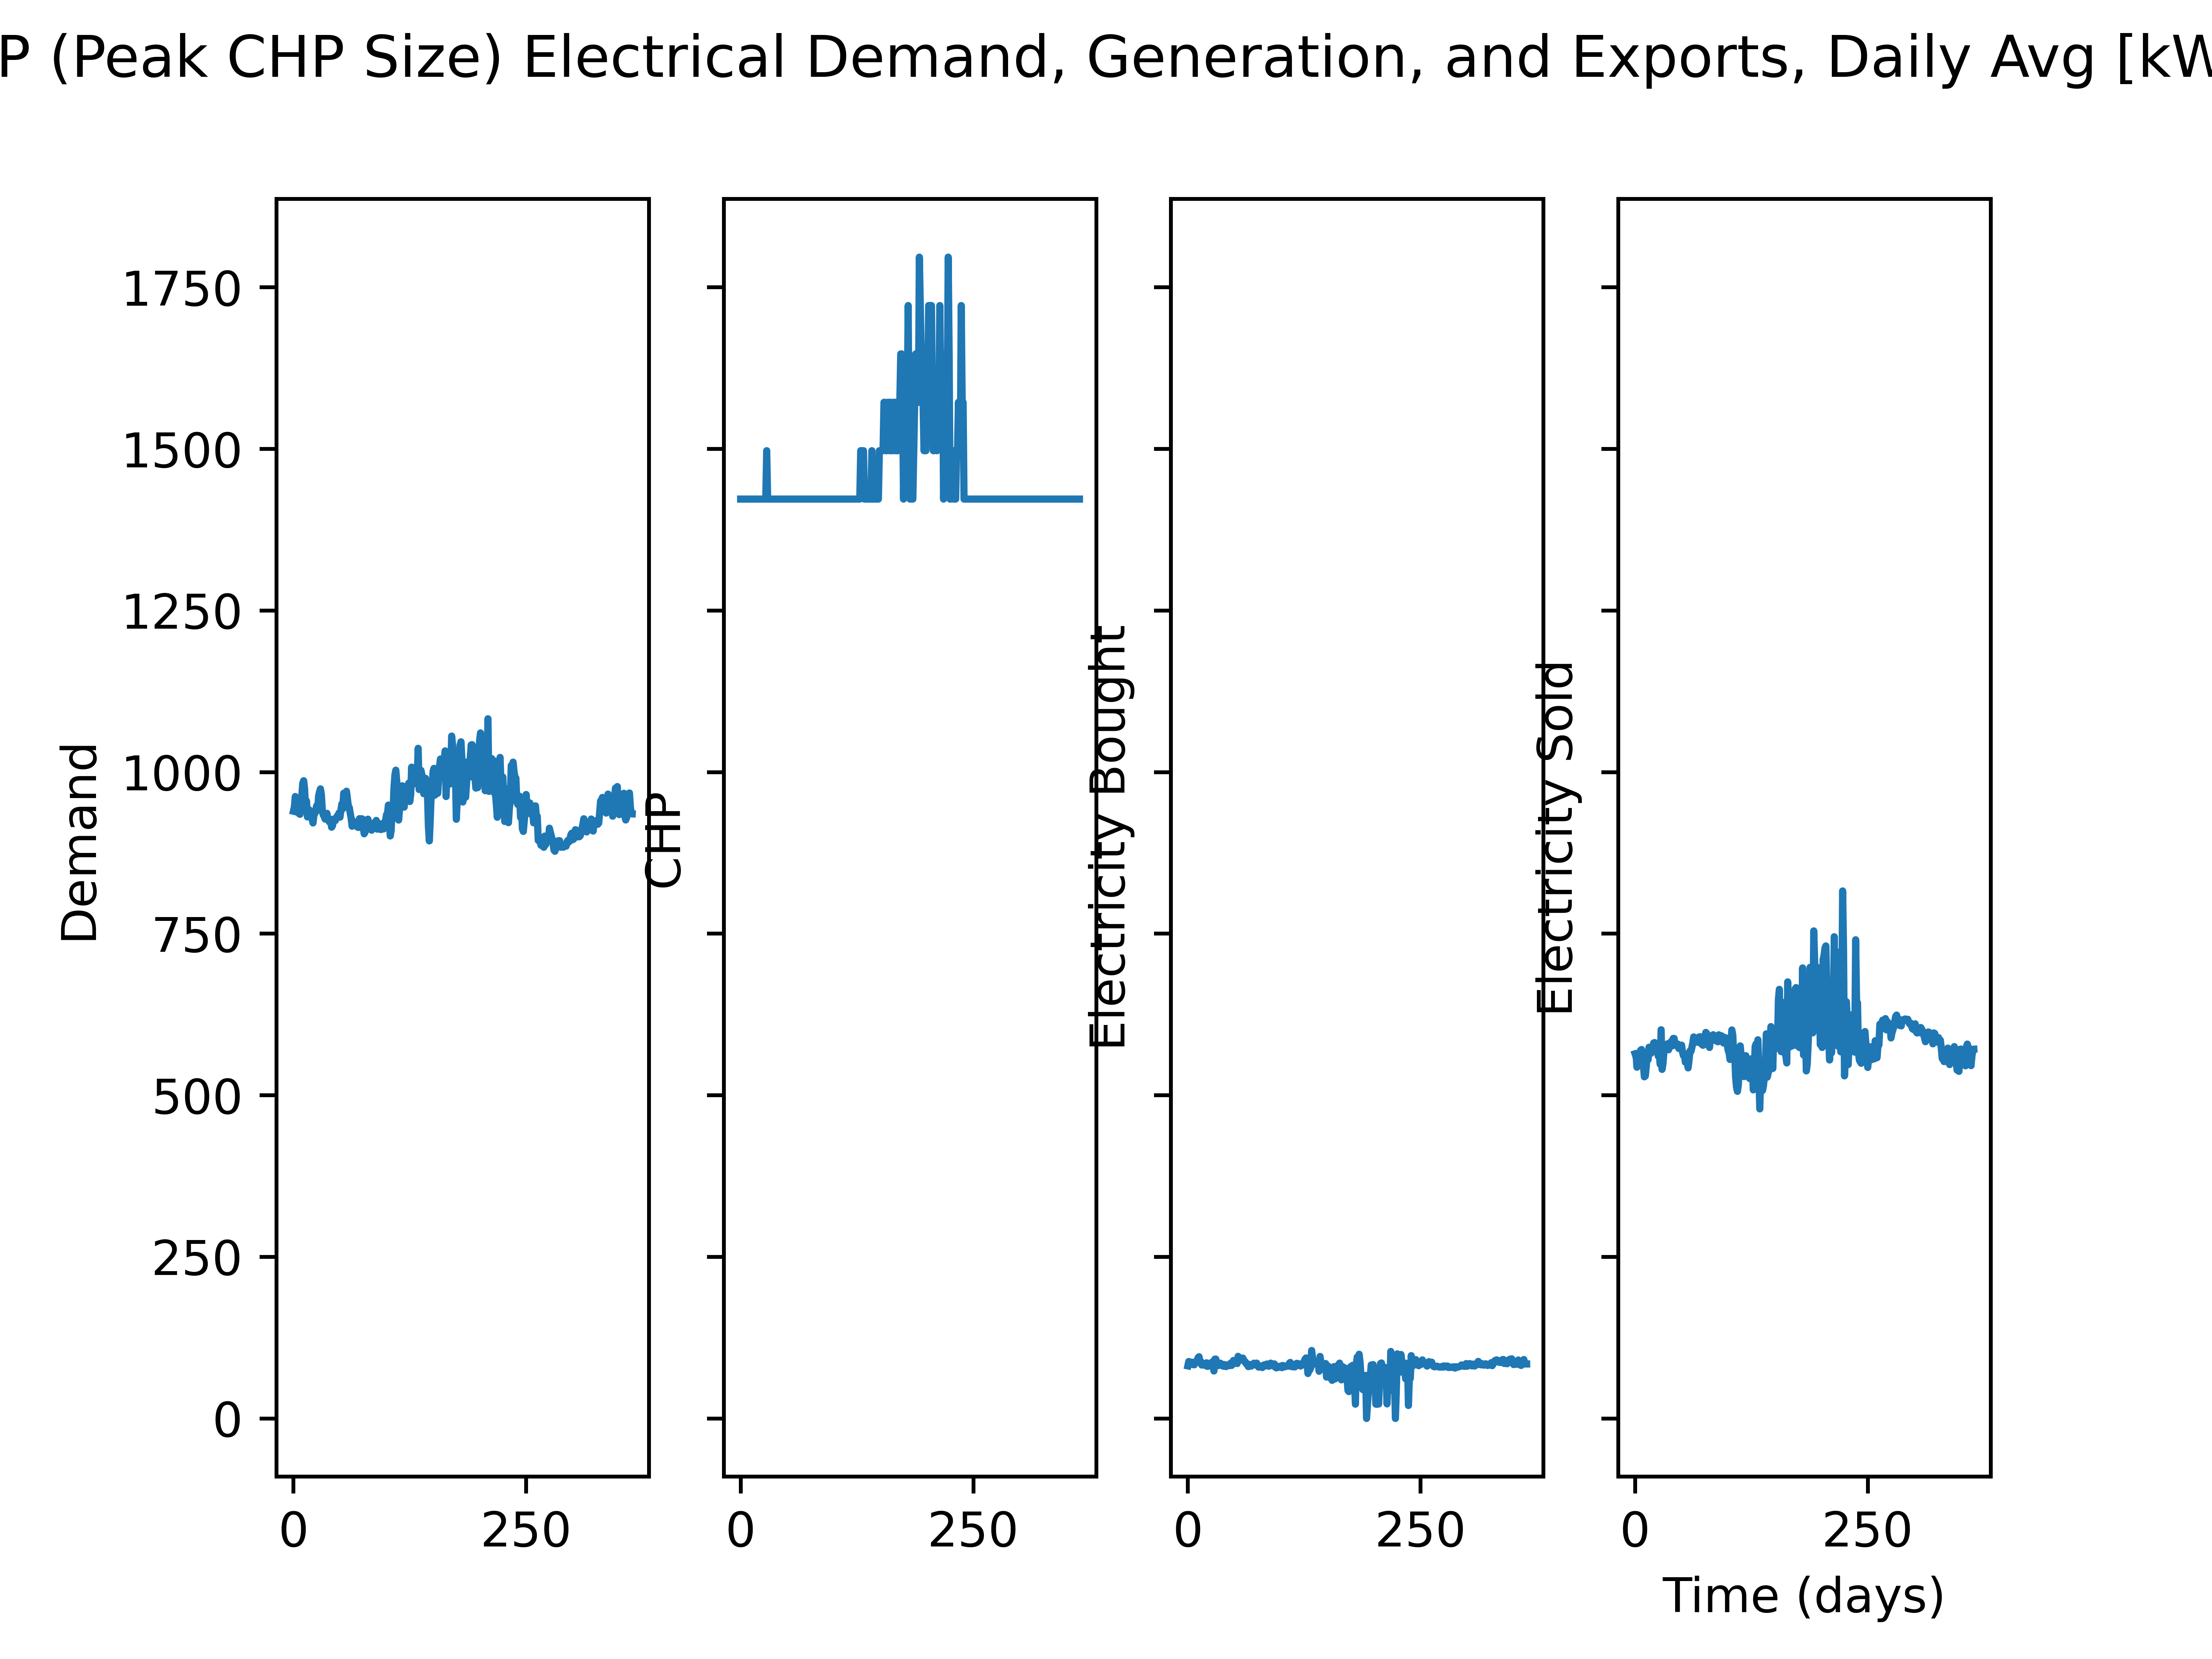 P (Peak CHP Size) Electrical Demand, Generation, and Exports, Daily Avg [kW
Demand
1750
1500
1250
1000
750
500
250
0
CHP
Electricity Bought
Electricity Sold
0 250
0 250
0 250
0 250
Time (days)